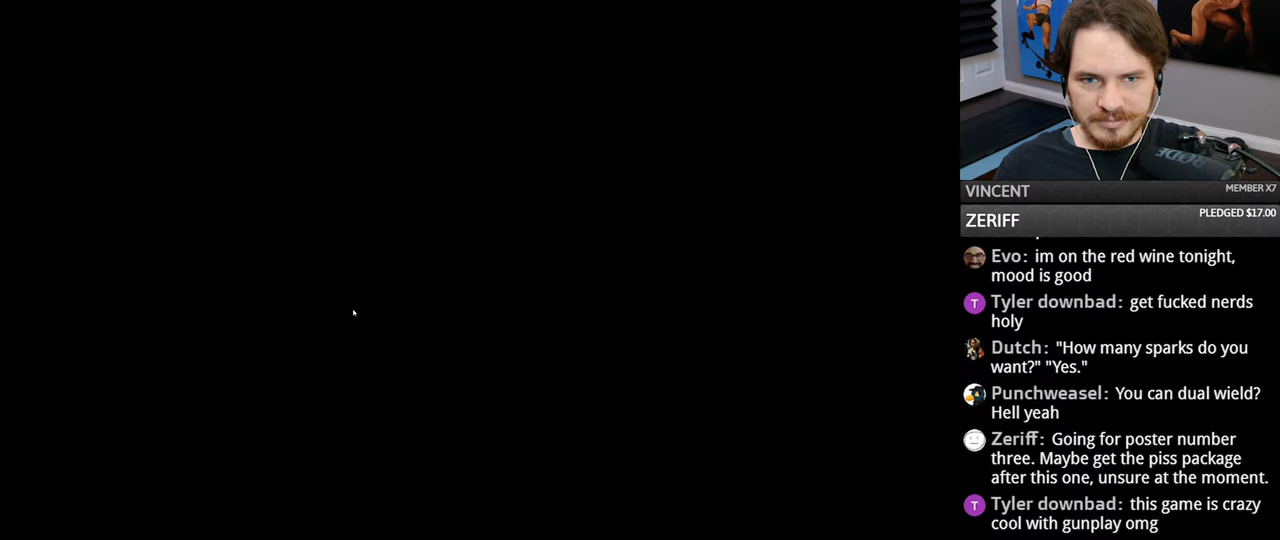 RØDE
VINCENT
MEMBER X7
ZERIFF
PLEDGED $17.00
Evo: im on the red wine tonight,
mood is good
T
Tyler downbad: get fucked nerds
holy
Dutch: "How many sparks do you
want?" "Yes."
Punchweasel: You can dual wield?
Hell yeah
Zeriff: Going for poster number
three. Maybe get the piss package
after this one, unsure at the moment.
T
Tyler downbad: this game is crazy
cool with gunplay omg